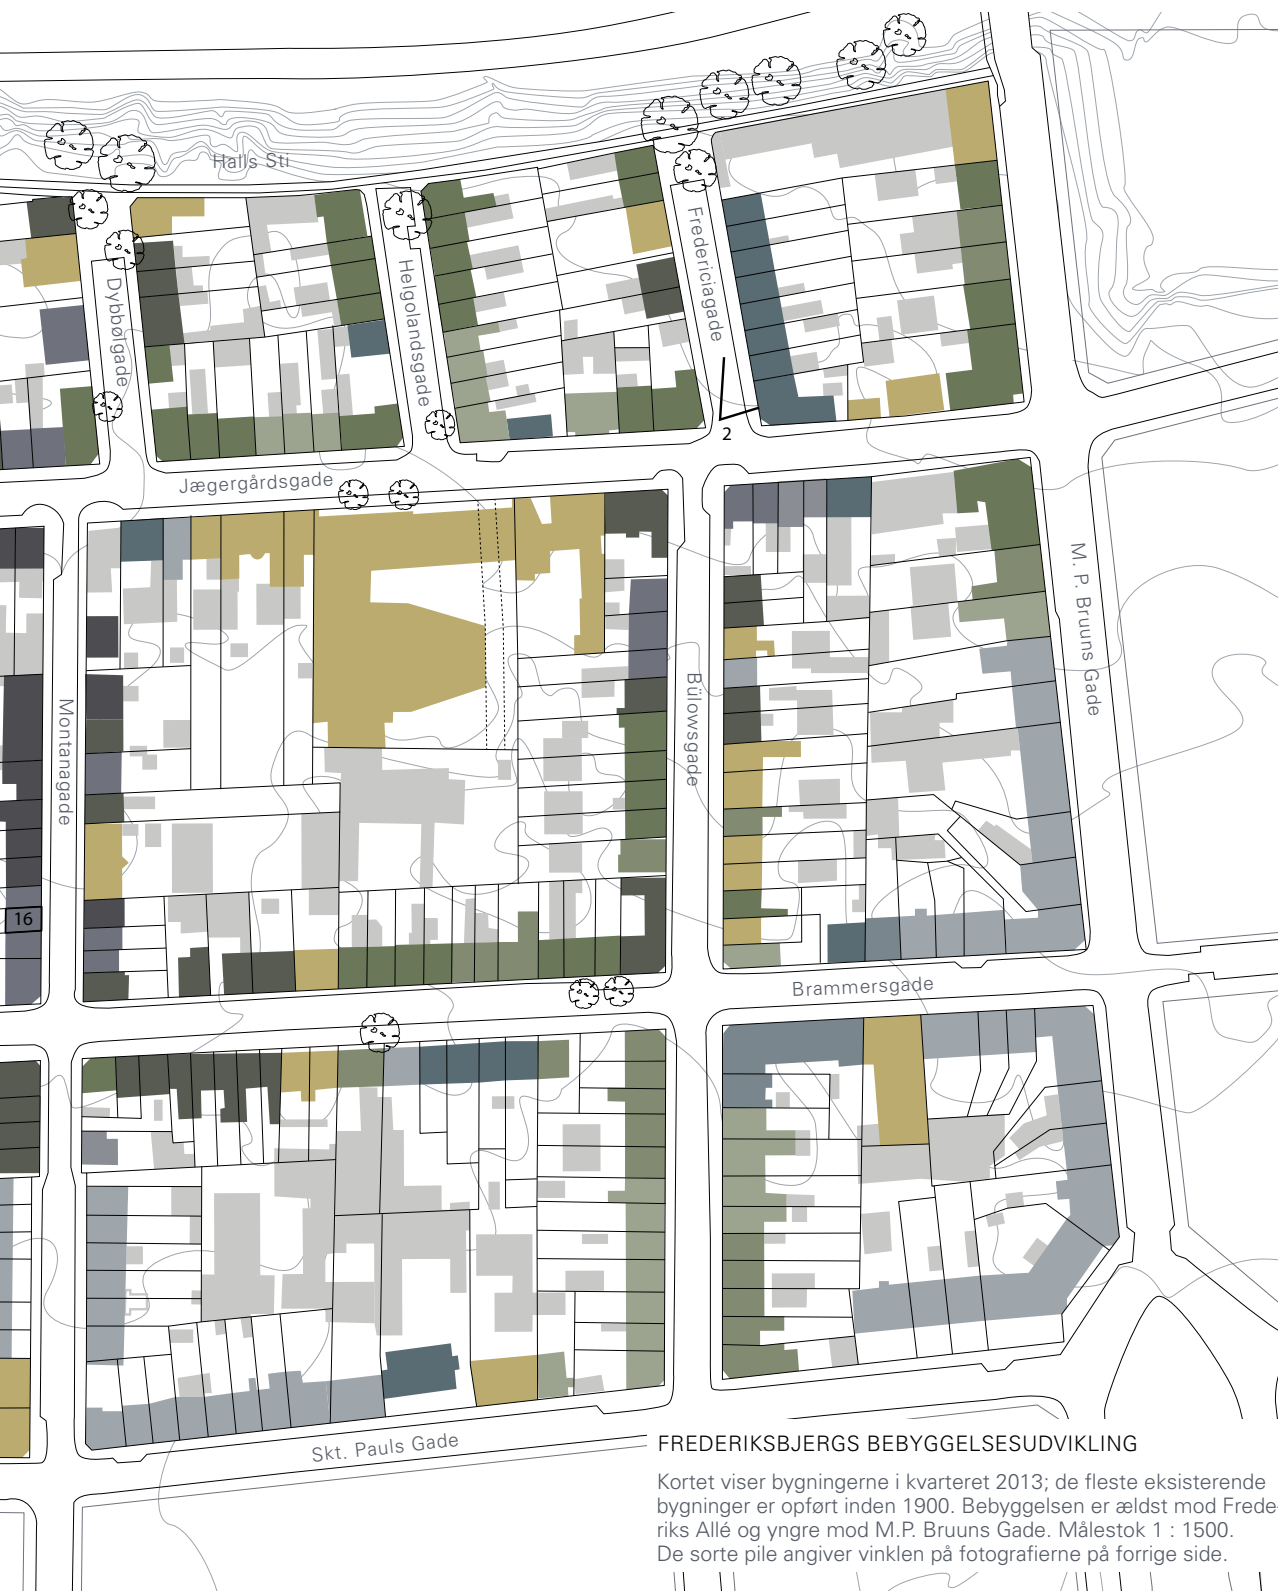 Halls Sti
Dybbølgade
Helgolandsgade
Fredericiagade
2
Jægergårdsgade
M. P. Bruuns Gade
Montanagade
Bülowsgade
16
Brammersgade
Skt. Pauls Gade
FREDERIKSBJERGS BEBYGGELSESUDVIKLING
Kortet viser bygningerne i kvarteret 2013; de fleste eksisterende
bygninger er opført inden 1900. Bebyggelsen er ældst mod Frede-
riks Allé og yngre mod M.P. Bruuns Gade. Målestok 1 : 1500.
De sorte pile angiver vinklen på fotografierne på forrige side.